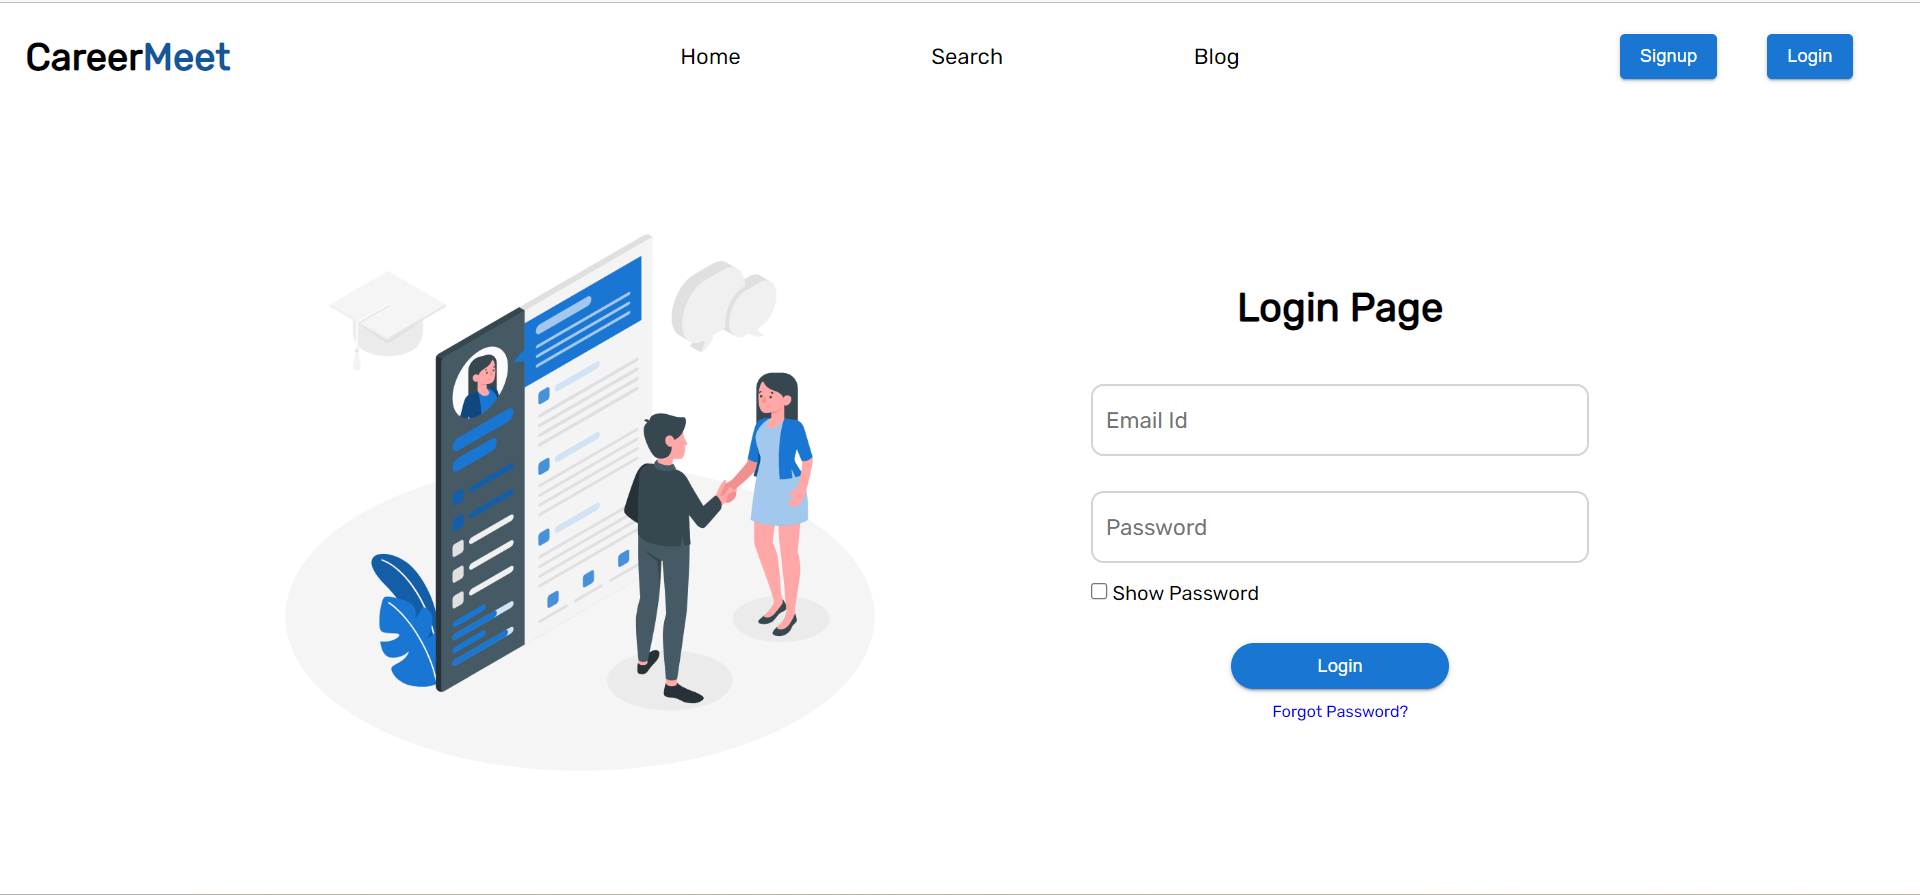 CareerMeet
Home
Search
Blog
Signup
Login
Login Page
Email Id
Password
Show Password
Login
Forgot Password?